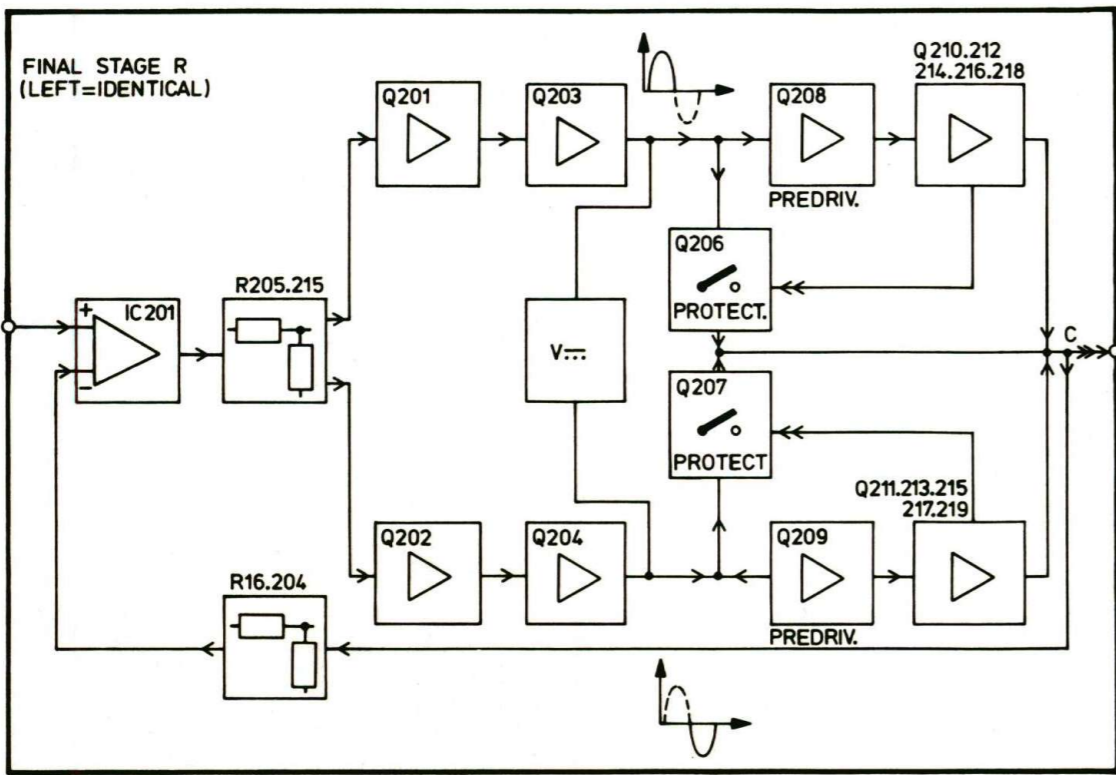 FINAL STAGE R
(LEFT=IDENTICAL)
Q201
Q203
Q208
PREDRIV.
Q210.212
214.216.218
Q206
PROTECT.
+
−
IC201
R205.215
V⎓
C
Q207
PROTECT
Q211.213.215
217.219
Q202
Q204
Q209
PREDRIV.
R16.204